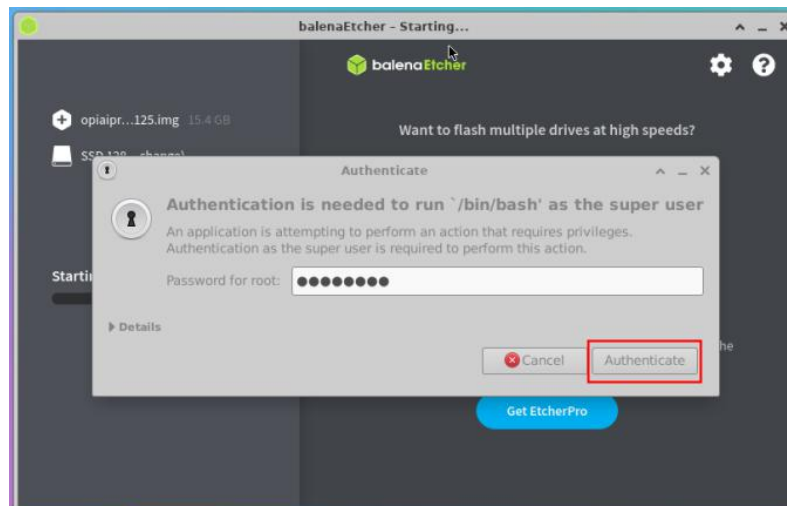 balenaEtcher – Starting...
balenaEtcher
opiaipr...125.img 15.4 GB
Want to flash multiple drives at high speeds?
Authenticate
Authentication is needed to run `/bin/bash' as the super user
An application is attempting to perform an action that requires privileges.
Authentication as the super user is required to perform this action.
Password for root:
Details
Cancel
Authenticate
he
Get EtcherPro